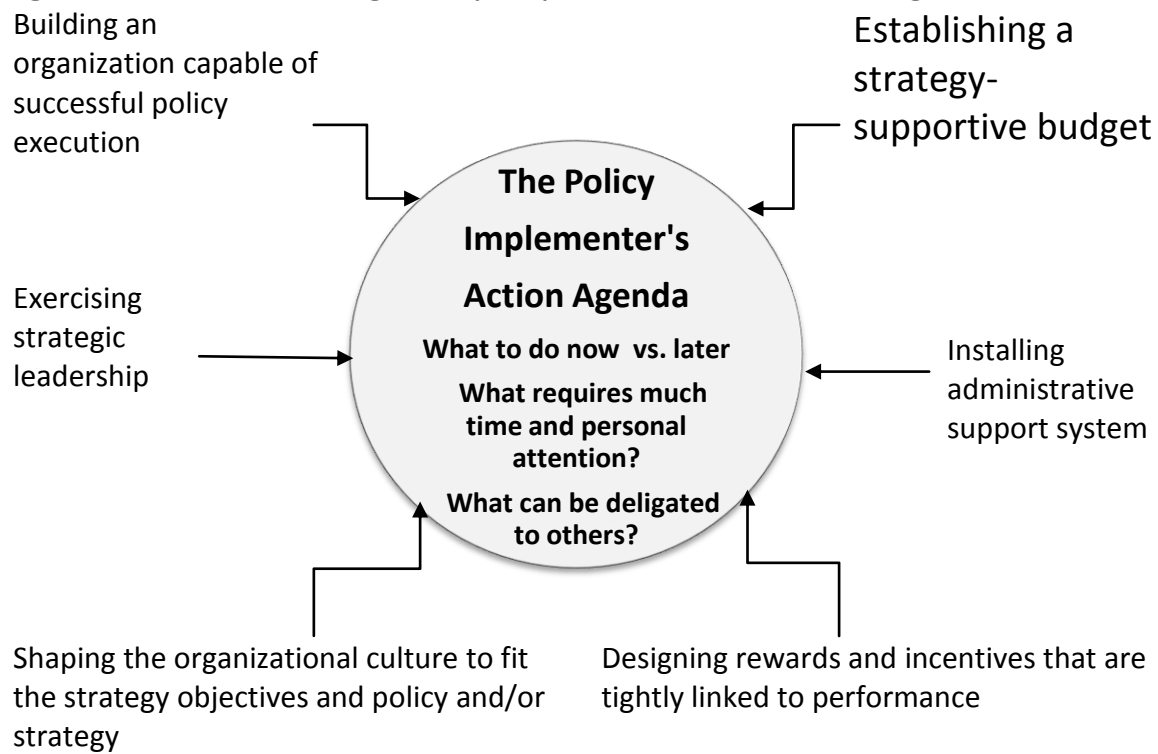 Building an
organization capable of
successful policy
execution
Establishing a
strategy-
supportive budget
The Policy
Implementer's
Action Agenda
What to do now vs. later
What requires much
time and personal
attention?
What can be deligated
to others?
Exercising
strategic
leadership
Installing
administrative
support system
Shaping the organizational culture to fit
the strategy objectives and policy and/or
strategy
Designing rewards and incentives that are
tightly linked to performance